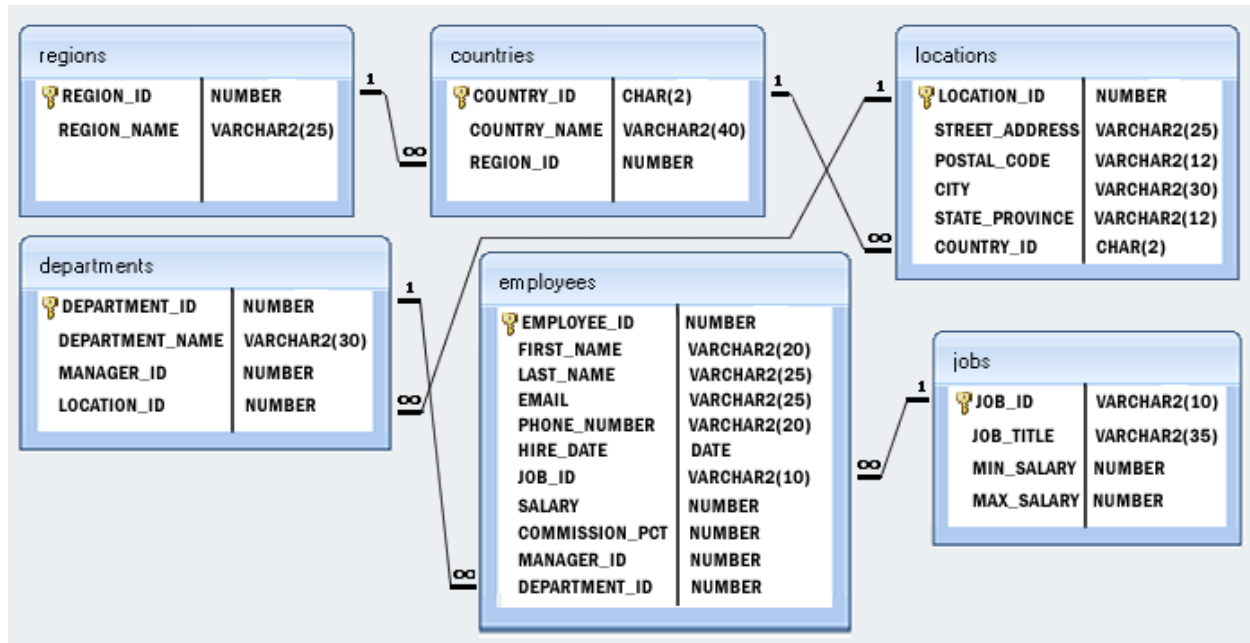 regions
REGION_ID NUMBER
REGION_NAME VARCHAR2(25)
1
∞
countries
COUNTRY_ID CHAR(2)
COUNTRY_NAME VARCHAR2(40)
REGION_ID NUMBER
1
∞
locations
LOCATION_ID NUMBER
STREET_ADDRESS VARCHAR2(25)
POSTAL_CODE VARCHAR2(12)
CITY VARCHAR2(30)
STATE_PROVINCE VARCHAR2(12)
COUNTRY_ID CHAR(2)
1
∞
departments
DEPARTMENT_ID NUMBER
DEPARTMENT_NAME VARCHAR2(30)
MANAGER_ID NUMBER
LOCATION_ID NUMBER
1
∞
employees
EMPLOYEE_ID NUMBER
FIRST_NAME VARCHAR2(20)
LAST_NAME VARCHAR2(25)
EMAIL VARCHAR2(25)
PHONE_NUMBER VARCHAR2(20)
HIRE_DATE DATE
JOB_ID VARCHAR2(10)
SALARY NUMBER
COMMISSION_PCT NUMBER
MANAGER_ID NUMBER
DEPARTMENT_ID NUMBER
∞
1
jobs
JOB_ID VARCHAR2(10)
JOB_TITLE VARCHAR2(35)
MIN_SALARY NUMBER
MAX_SALARY NUMBER